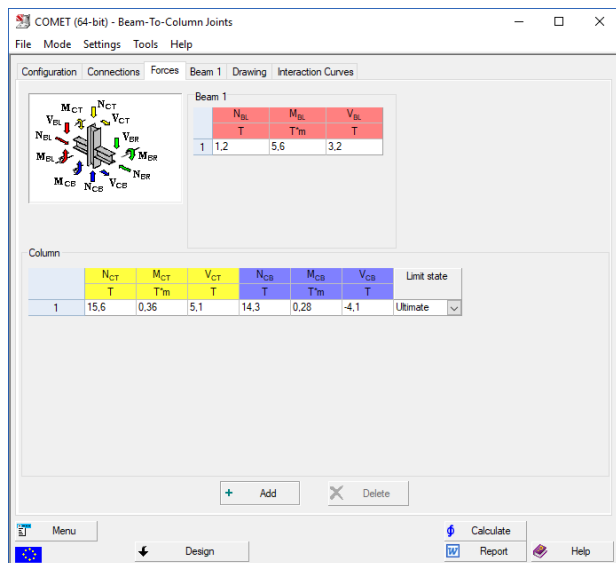 COMET (64-bit) - Beam-To-Column Joints
File Mode Settings Tools Help
Configuration Connections Forces Beam 1 Drawing Interaction Curves
MCT NCT VCT
VBL
NBL VBR
MBL MBR
MCB NCB VCB NBR
Beam 1
NBL MBL VBL
T T*m T
1 1,2 5,6 3,2
Column
NCT MCT VCT NCB MCB VCB Limit state
T T*m T T T*m T
1 15,6 0,36 5,1 14,3 0,28 -4,1 Ultimate
Add Delete
Menu Calculate
Design Report Help